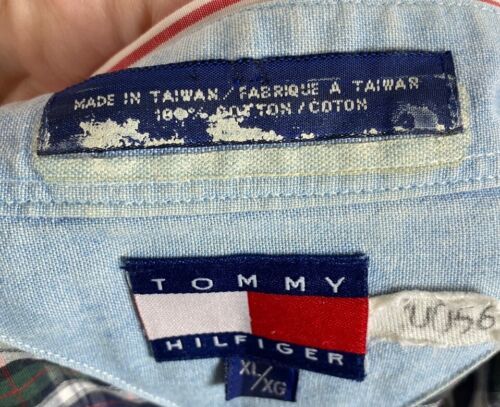 MADE IN TAIWAN/FABRIQUE A TAIWAN
100% COTTON/COTON
TOMMY
HILFIGER
XL/XG